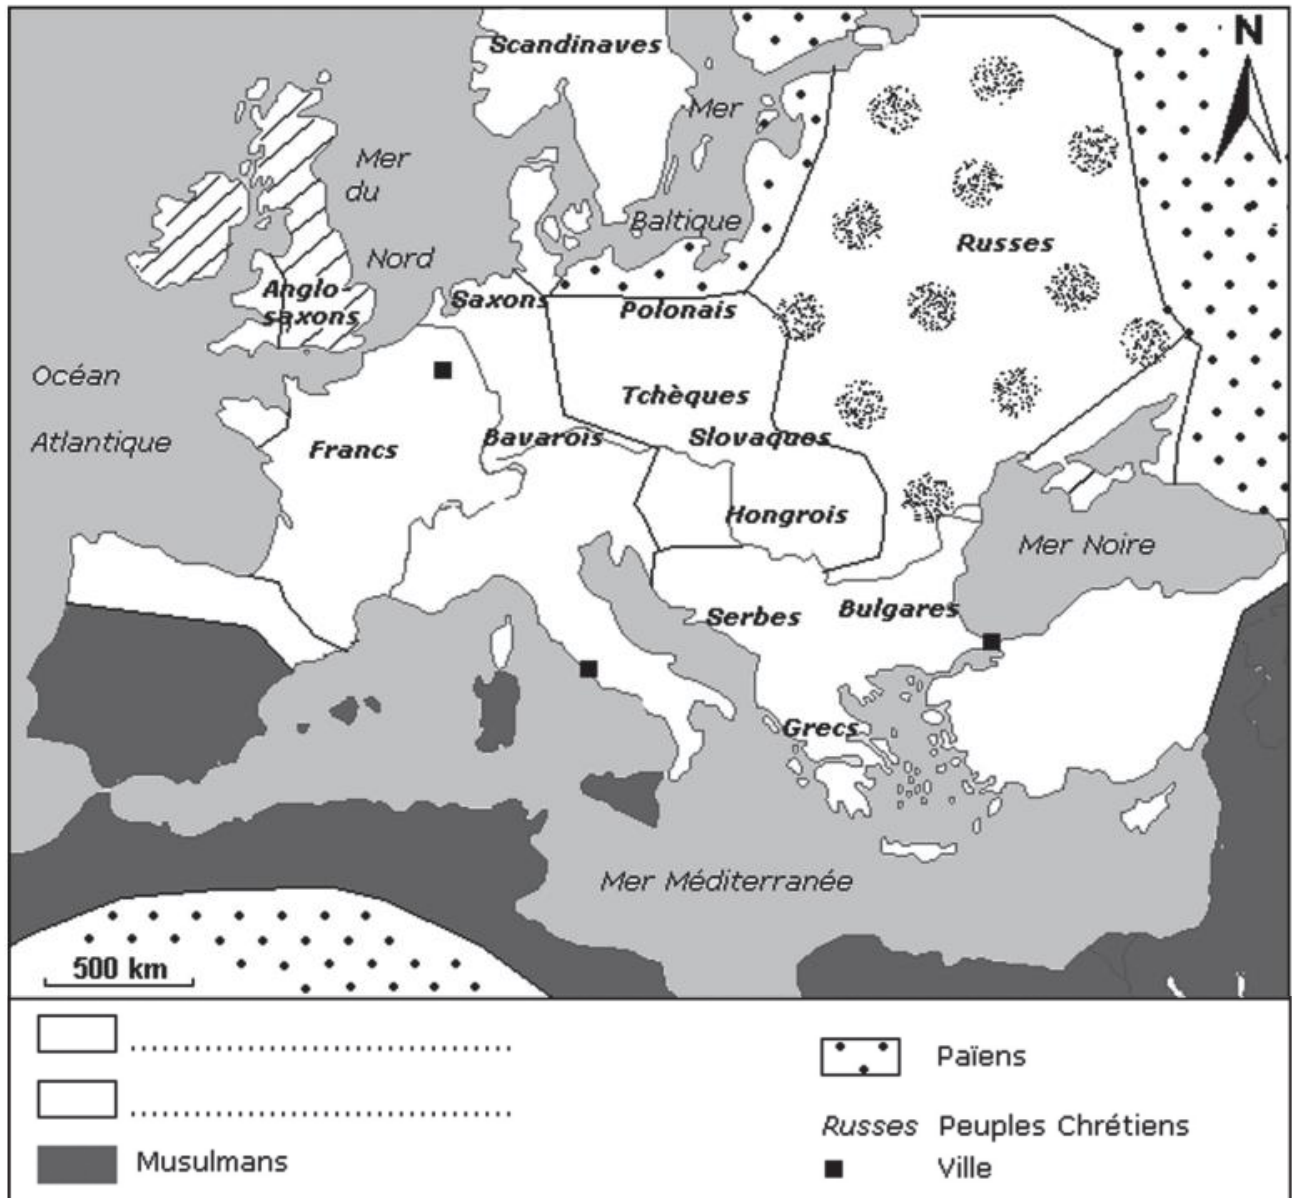 Scandinaves
N
Mer
Baltique
Mer
du
Nord
Russes
Anglo-
saxons
Saxons
Polonais
Océan
Atlantique
Tchèques
Francs
Bavarois
Slovaques
Hongrois
Mer Noire
Serbes
Bulgares
Grecs
Mer Méditerranée
500 km
Musulmans
Païens
Russes Peuples Chrétiens
Ville